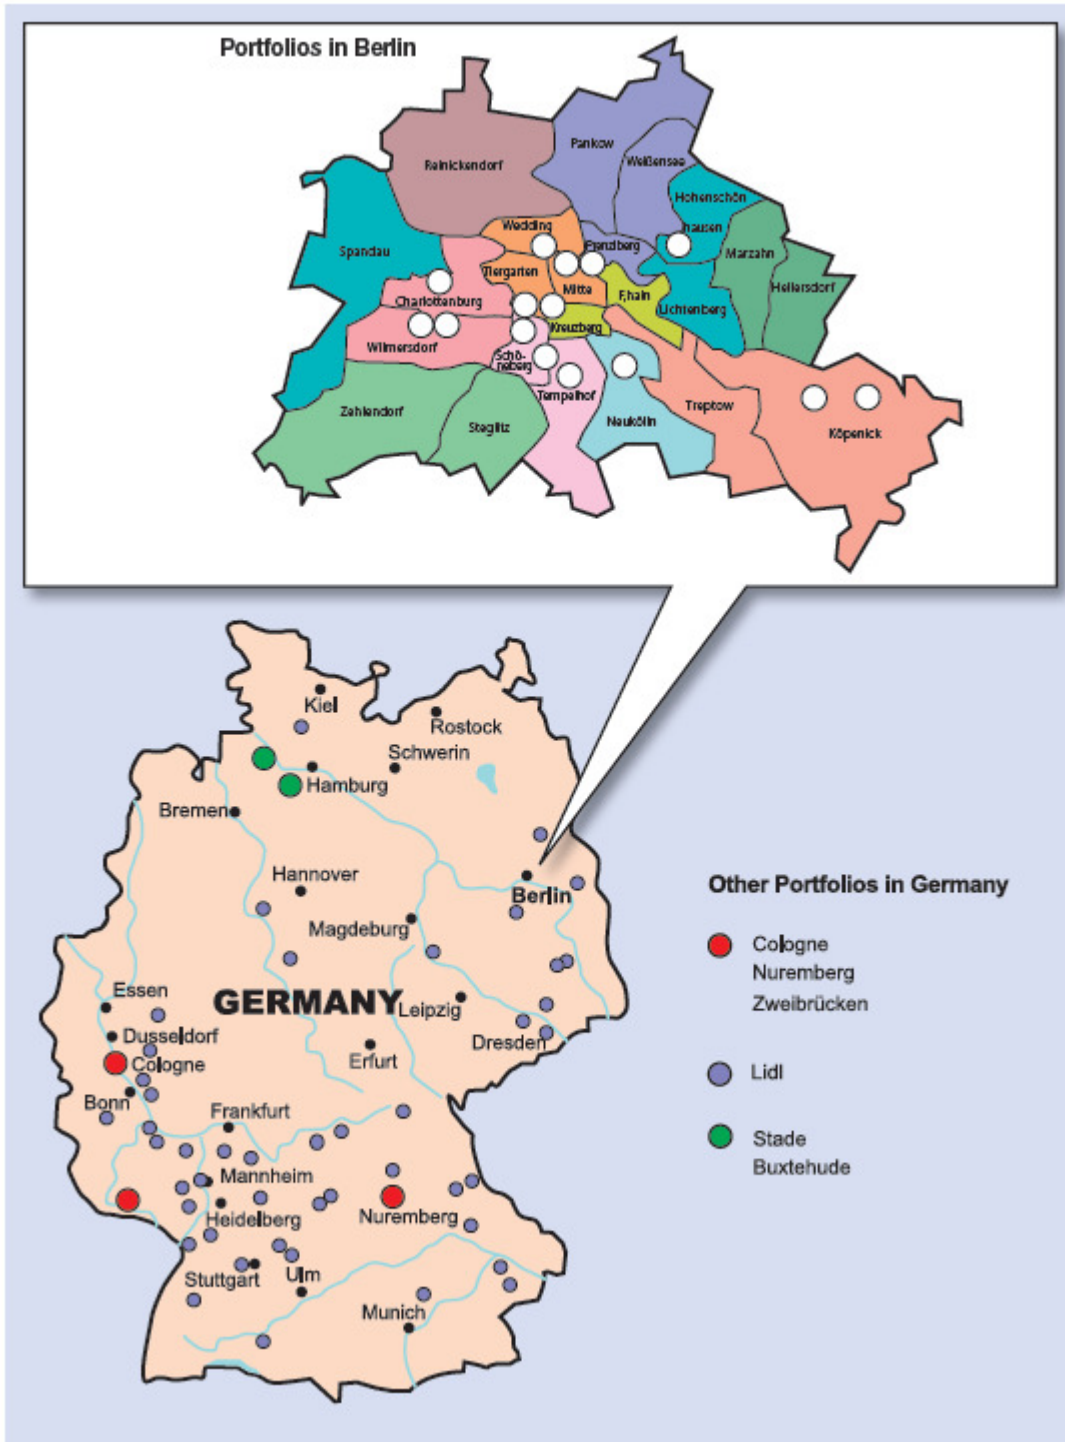 Portfolios in Berlin
Pankow
Weißensee
Reinickendorf
Hohenschön
hausen
Wedding
Prenzlberg
Spandau
Marzahn
Tiergarten
Mitte
F,hain
Hellersdorf
Charlottenburg
Lichtenberg
Kreuzberg
Wilmersdorf
Schö-
neberg
Tempelhof
Zehlendorf
Treptow
Steglitz
Neukölln
Köpenick
Kiel
Rostock
Schwerin
Hamburg
Bremen
Hannover
Berlin
Magdeburg
Essen
GERMANY
Leipzig
Dusseldorf
Dresden
Cologne
Erfurt
Bonn
Frankfurt
Mannheim
Heidelberg
Nuremberg
Stuttgart
Ulm
Munich
Other Portfolios in Germany
Cologne
Nuremberg
Zweibrücken
Lidl
Stade
Buxtehude